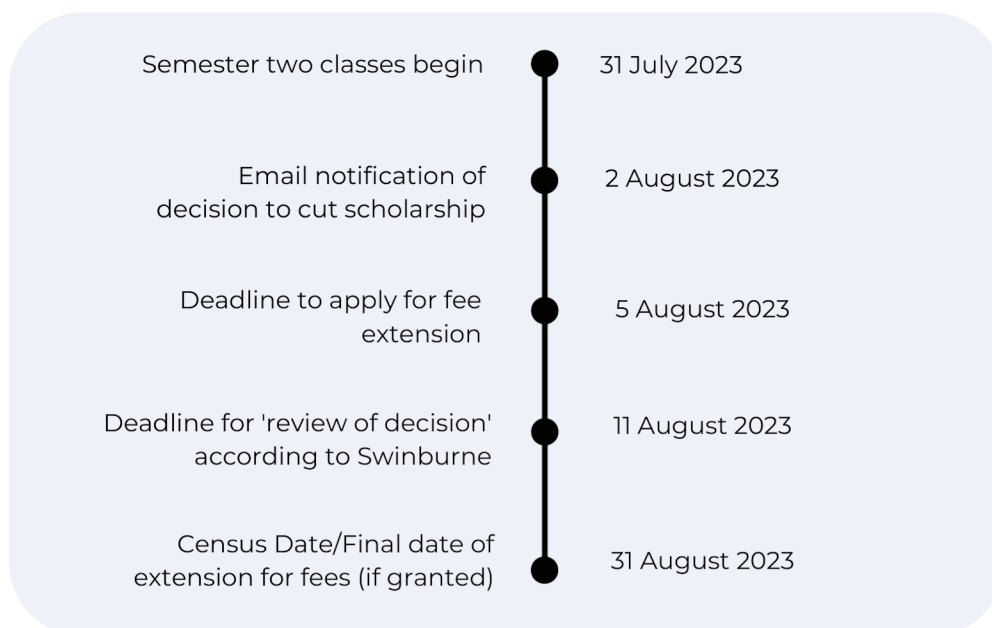 Semester two classes begin
31 July 2023
Email notification of
decision to cut scholarship
2 August 2023
Deadline to apply for fee
extension
5 August 2023
Deadline for 'review of decision'
according to Swinburne
11 August 2023
Census Date/Final date of
extension for fees (if granted)
31 August 2023